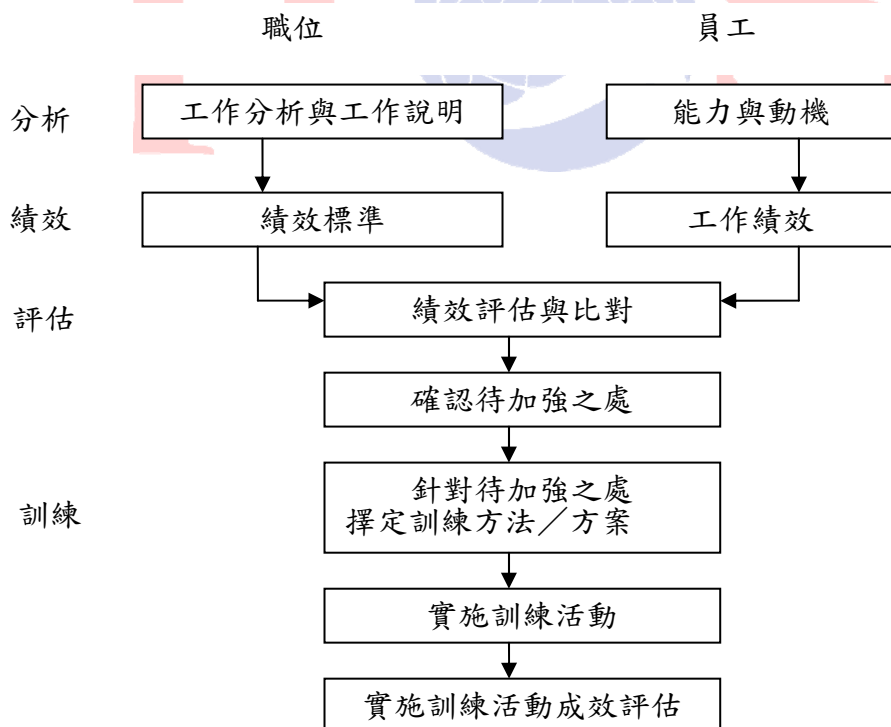 職位 員工
分析 工作分析與工作說明 能力與動機
績效 績效標準 工作績效
評估 績效評估與比對
確認待加強之處
針對待加強之處
訓練 擇定訓練方法／方案
實施訓練活動
實施訓練活動成效評估